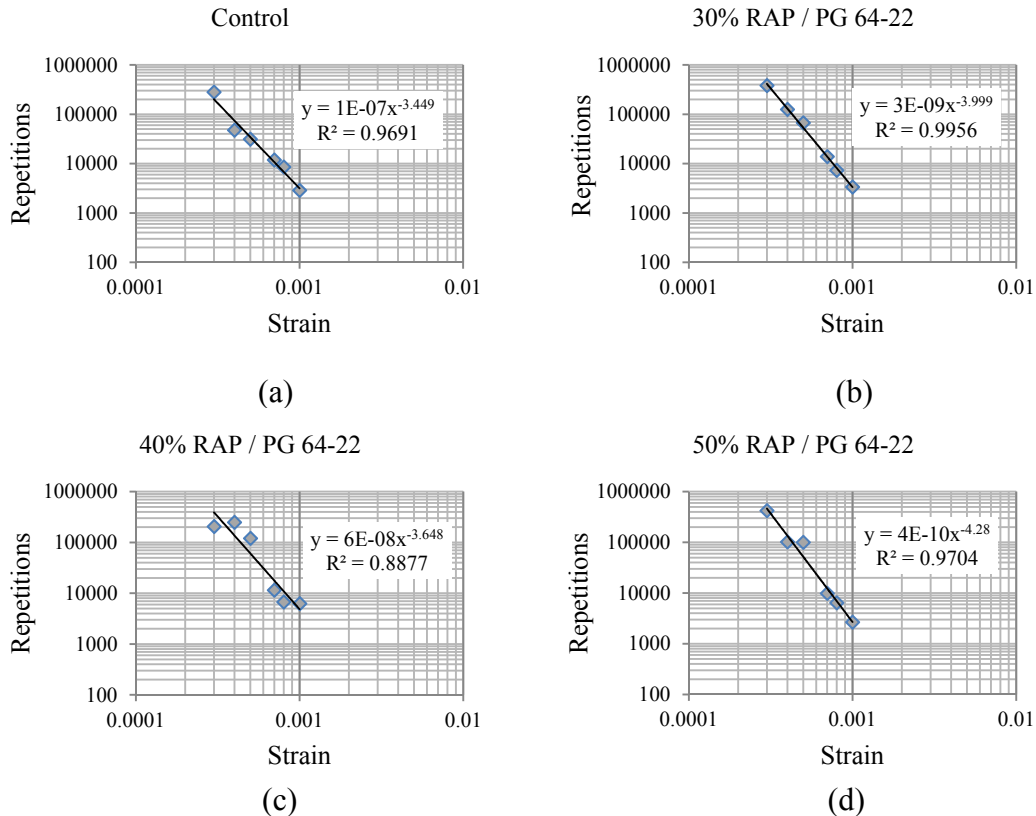 Control
1000000
100000
10000
1000
100
0.0001 0.001 0.01
Repetitions
Strain
y = 1E-07x-3.449
R² = 0.9691
(a)
30% RAP / PG 64-22
1000000
100000
10000
1000
100
0.0001 0.001 0.01
Repetitions
Strain
y = 3E-09x-3.999
R² = 0.9956
(b)
40% RAP / PG 64-22
1000000
100000
10000
1000
100
0.0001 0.001 0.01
Repetitions
Strain
y = 6E-08x-3.648
R² = 0.8877
(c)
50% RAP / PG 64-22
1000000
100000
10000
1000
100
0.0001 0.001 0.01
Repetitions
Strain
y = 4E-10x-4.28
R² = 0.9704
(d)